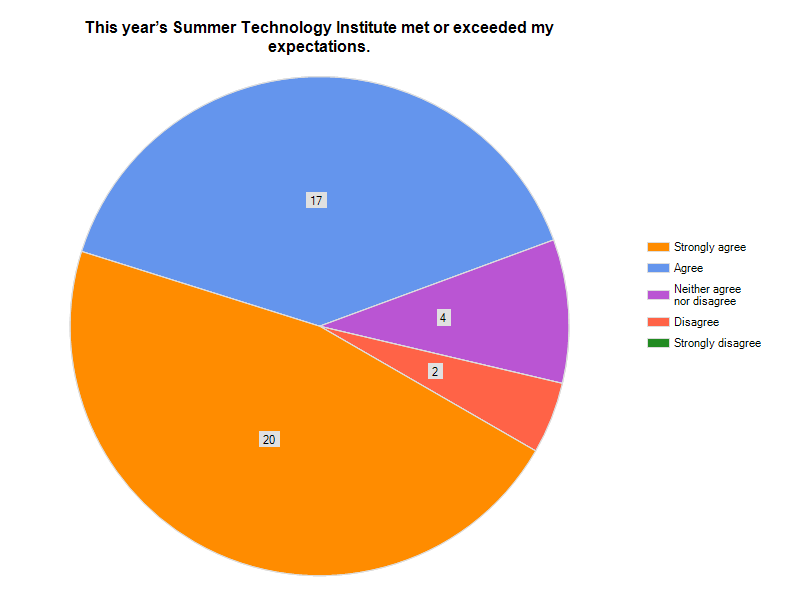 This year’s Summer Technology Institute met or exceeded my
expectations.
17
4
2
20
Strongly agree
Agree
Neither agree
nor disagree
Disagree
Strongly disagree